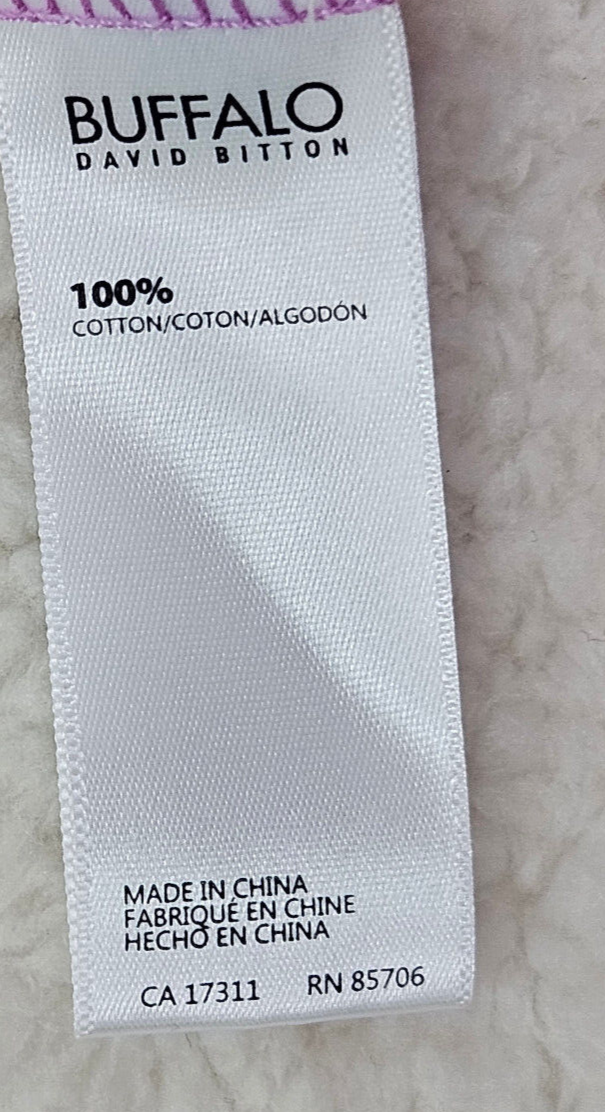 BUFFALO
DAVID BITTON
100%
COTTON/COTON/ALGODÓN
MADE IN CHINA
FABRIQUÉ EN CHINE
HECHO EN CHINA
CA 17311 RN 85706